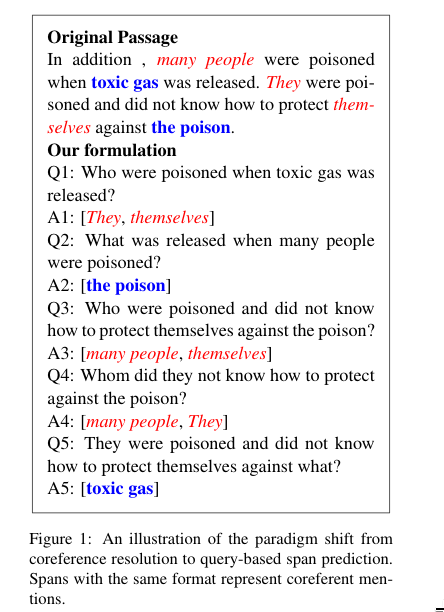 Original Passage
In addition , many people were poisoned
when toxic gas was released. They were poi-
soned and did not know how to protect them-
selves against the poison.
Our formulation
Q1: Who were poisoned when toxic gas was
released?
A1: [They, themselves]
Q2: What was released when many people
were poisoned?
A2: [the poison]
Q3: Who were poisoned and did not know
how to protect themselves against the poison?
A3: [many people, themselves]
Q4: Whom did they not know how to protect
against the poison?
A4: [many people, They]
Q5: They were poisoned and did not know
how to protect themselves against what?
A5: [toxic gas]
Figure 1: An illustration of the paradigm shift from
coreference resolution to query-based span prediction.
Spans with the same format represent coreferent men-
tions.